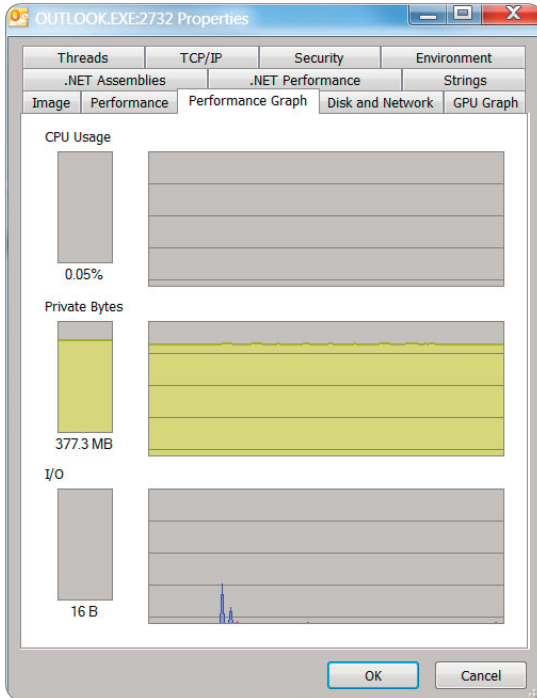 OUTLOOK.EXE:2732 Properties
Threads TCP/IP Security Environment
.NET Assemblies .NET Performance Strings
Image Performance Performance Graph Disk and Network GPU Graph
CPU Usage
0.05%
Private Bytes
377.3 MB
I/O
16 B
OK Cancel